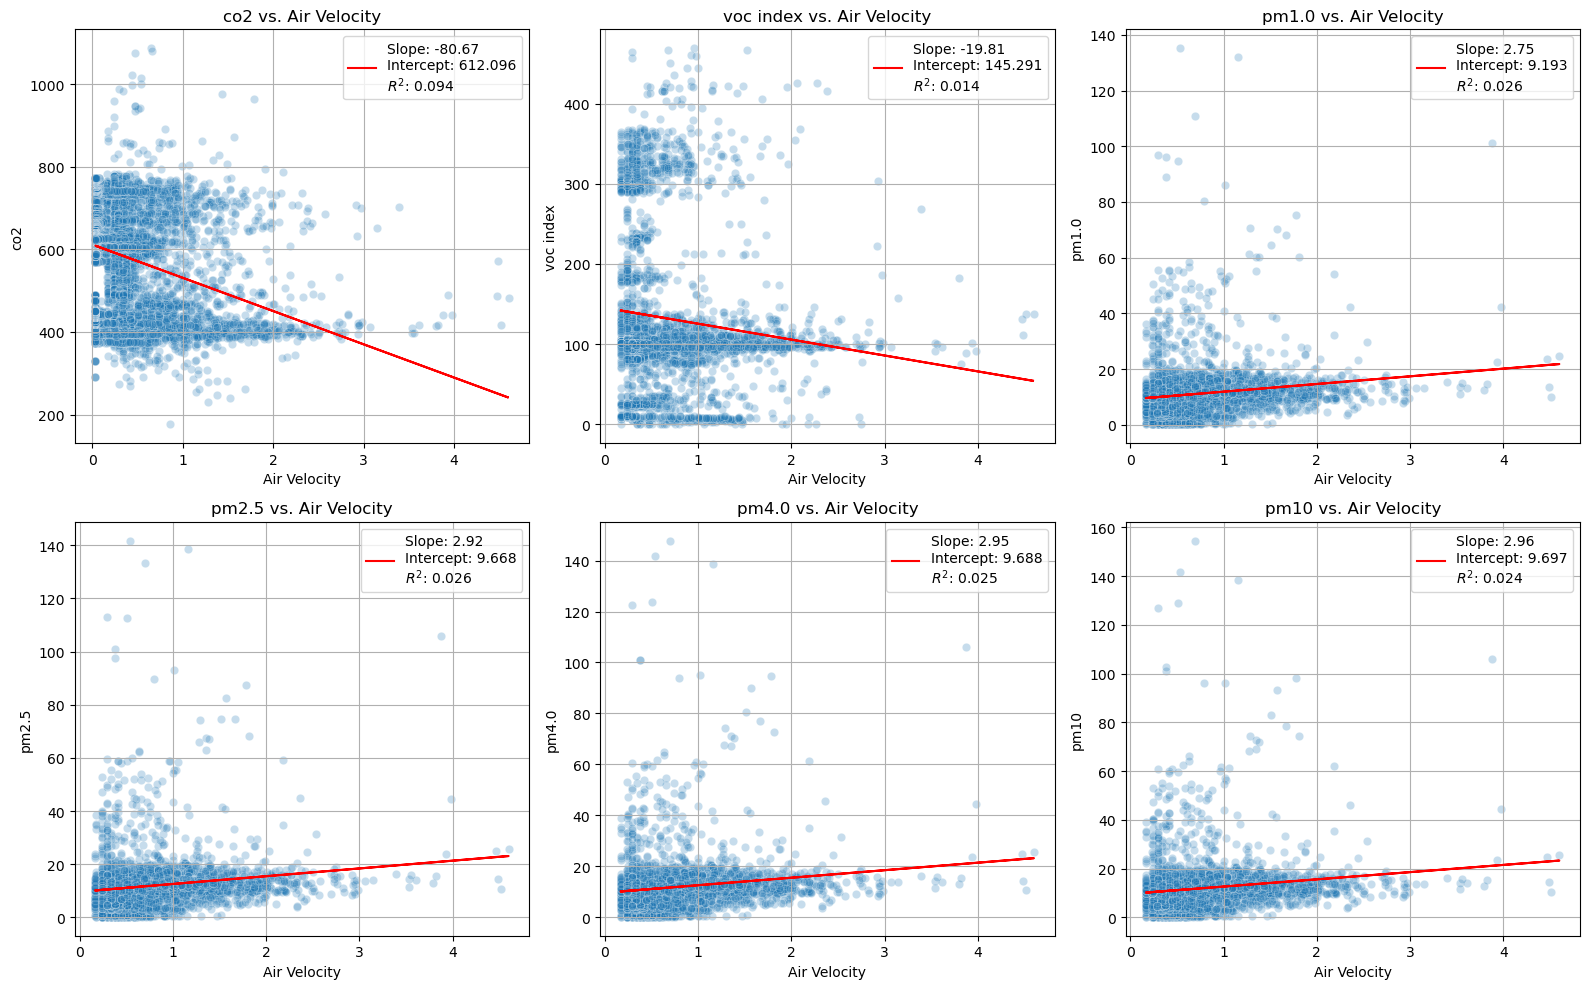 co2 vs. Air Velocity
Slope: -80.67
Intercept: 612.096
R²: 0.094
co2
1000
800
600
400
200
0 1 2 3 4
Air Velocity
voc index vs. Air Velocity
Slope: -19.81
Intercept: 145.291
R²: 0.014
voc index
400
300
200
100
0
0 1 2 3 4
Air Velocity
pm1.0 vs. Air Velocity
Slope: 2.75
Intercept: 9.193
R²: 0.026
pm1.0
140
120
100
80
60
40
20
0
0 1 2 3 4
Air Velocity
pm2.5 vs. Air Velocity
Slope: 2.92
Intercept: 9.668
R²: 0.026
pm2.5
140
120
100
80
60
40
20
0
0 1 2 3 4
Air Velocity
pm4.0 vs. Air Velocity
Slope: 2.95
Intercept: 9.688
R²: 0.025
pm4.0
140
120
100
80
60
40
20
0
0 1 2 3 4
Air Velocity
pm10 vs. Air Velocity
Slope: 2.96
Intercept: 9.697
R²: 0.024
pm10
160
140
120
100
80
60
40
20
0
0 1 2 3 4
Air Velocity